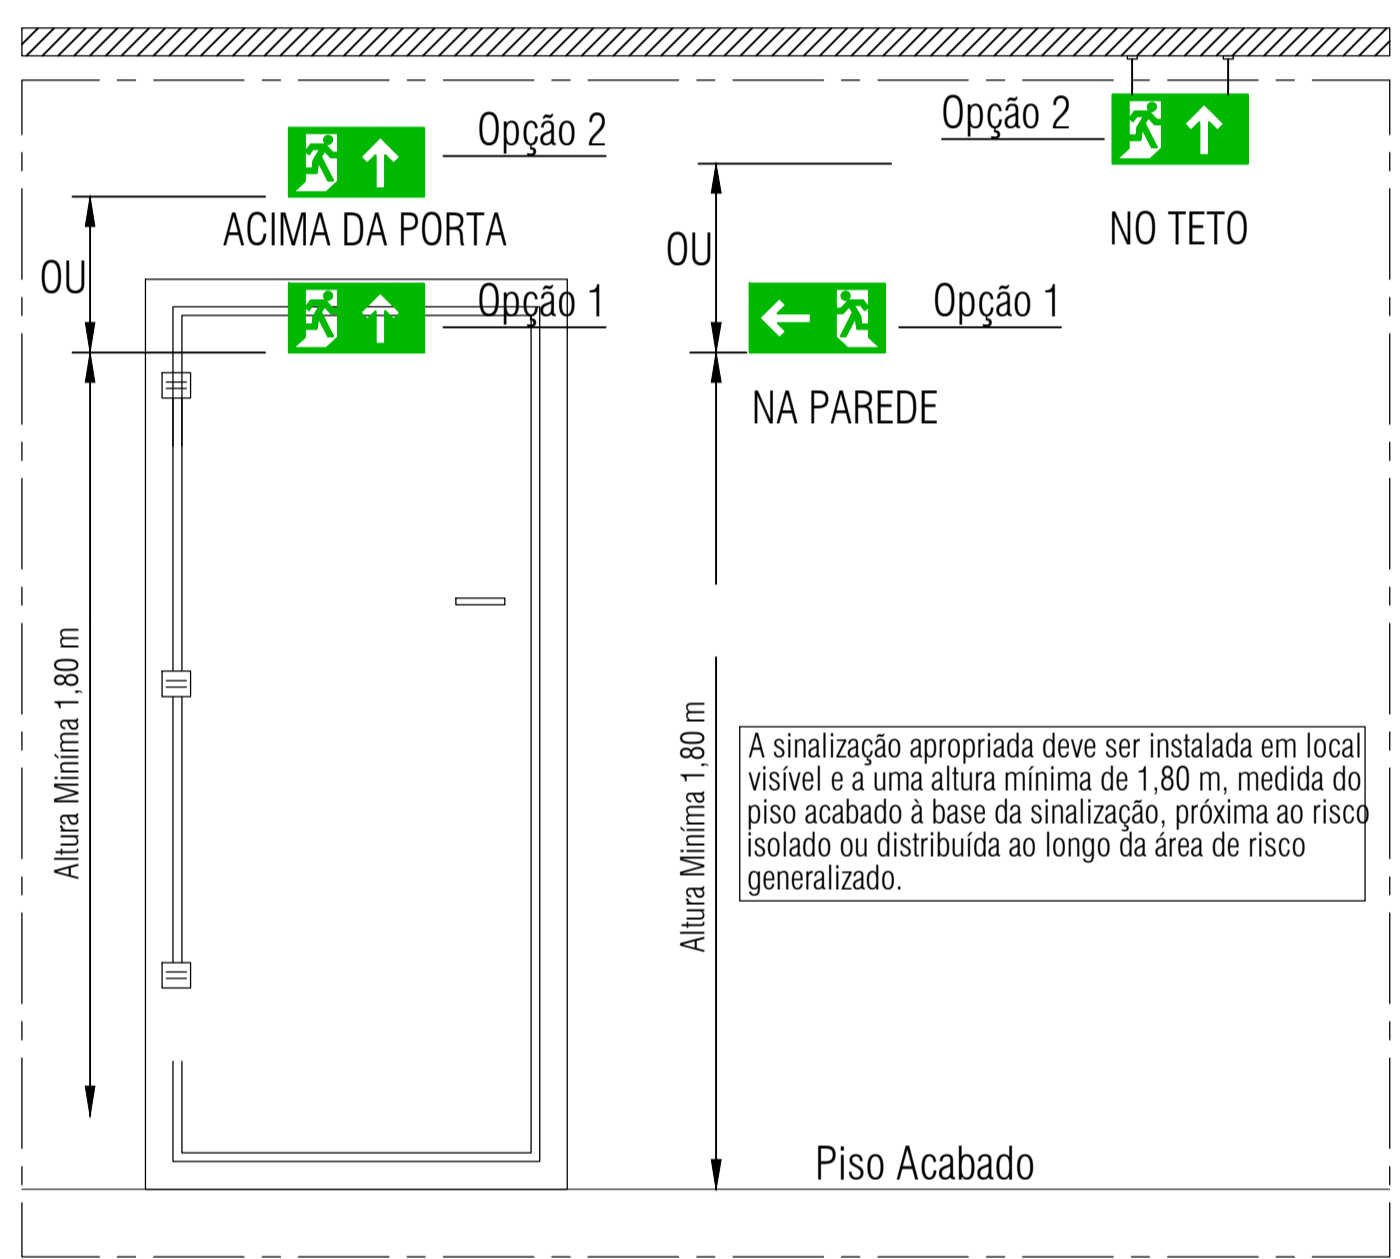 Opção 2
Opção 2
ACIMA DA PORTA
NO TETO
OU
OU
Opção 1
Opção 1
NA PAREDE
Altura Miníma 1,80 m
Altura Miníma 1,80 m
A sinalização apropriada deve ser instalada em local
visível e a uma altura mínima de 1,80 m, medida do
piso acabado à base da sinalização, próxima ao risco
isolado ou distribuída ao longo da área de risco
generalizado.
Piso Acabado